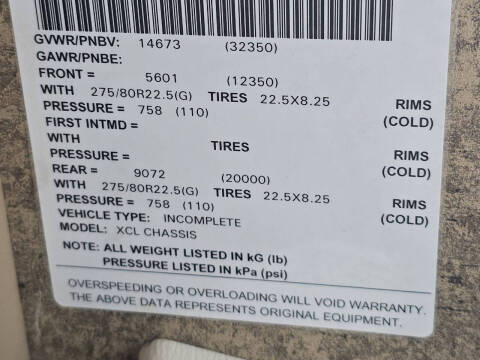 GVWR/PNBV: 14673 (32350)
GAWR/PNBE:
FRONT = 5601 (12350)
WITH 275/80R22.5(G) TIRES 22.5X8.25 RIMS
PRESSURE = 758 (110) (COLD)
FIRST INTMD =
WITH TIRES RIMS
PRESSURE = (COLD)
REAR = 9072 (20000)
WITH 275/80R22.5(G) TIRES 22.5X8.25 RIMS
PRESSURE = 758 (110) (COLD)
VEHICLE TYPE: INCOMPLETE
MODEL: XCL CHASSIS
NOTE: ALL WEIGHT LISTED IN kG (lb)
PRESSURE LISTED IN kPa (psi)
OVERSPEEDING OR OVERLOADING WILL VOID WARRANTY.
THE ABOVE DATA REPRESENTS ORIGINAL EQUIPMENT.